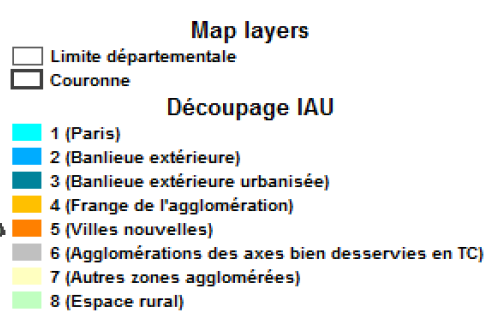 Map layers
Limite départementale
Couronne
Découpage IAU
1 (Paris)
2 (Banlieue extérieure)
3 (Banlieue extérieure urbanisée)
4 (Frange de l'agglomération)
5 (Villes nouvelles)
6 (Agglomérations des axes bien desservies en TC)
7 (Autres zones agglomérées)
8 (Espace rural)